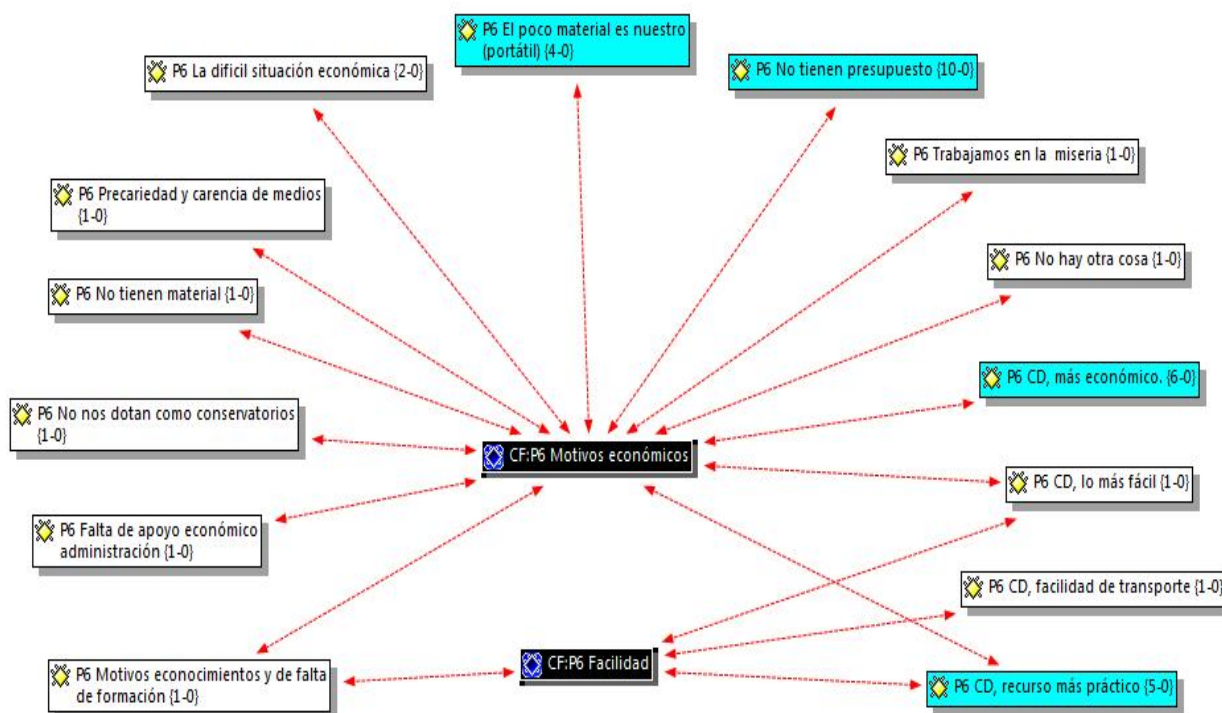 P6 El poco material es nuestro
(portátil) {4-0}
P6 La dificil situación económica {2-0}
P6 No tienen presupuesto {10-0}
P6 Trabajamos en la  miseria {1-0}
P6 Precariedad y carencia de medios
{1-0}
P6 No hay otra cosa {1-0}
P6 No tienen material {1-0}
P6 CD, más económico. {6-0}
P6 No nos dotan como conservatorios
{1-0}
CF:P6 Motivos económicos
P6 CD, lo más fácil {1-0}
P6 Falta de apoyo económico
administración {1-0}
P6 CD, facilidad de transporte {1-0}
CF:P6 Facilidad
P6 Motivos econocimientos y de falta
de formación {1-0}
P6 CD, recurso más práctico {5-0}